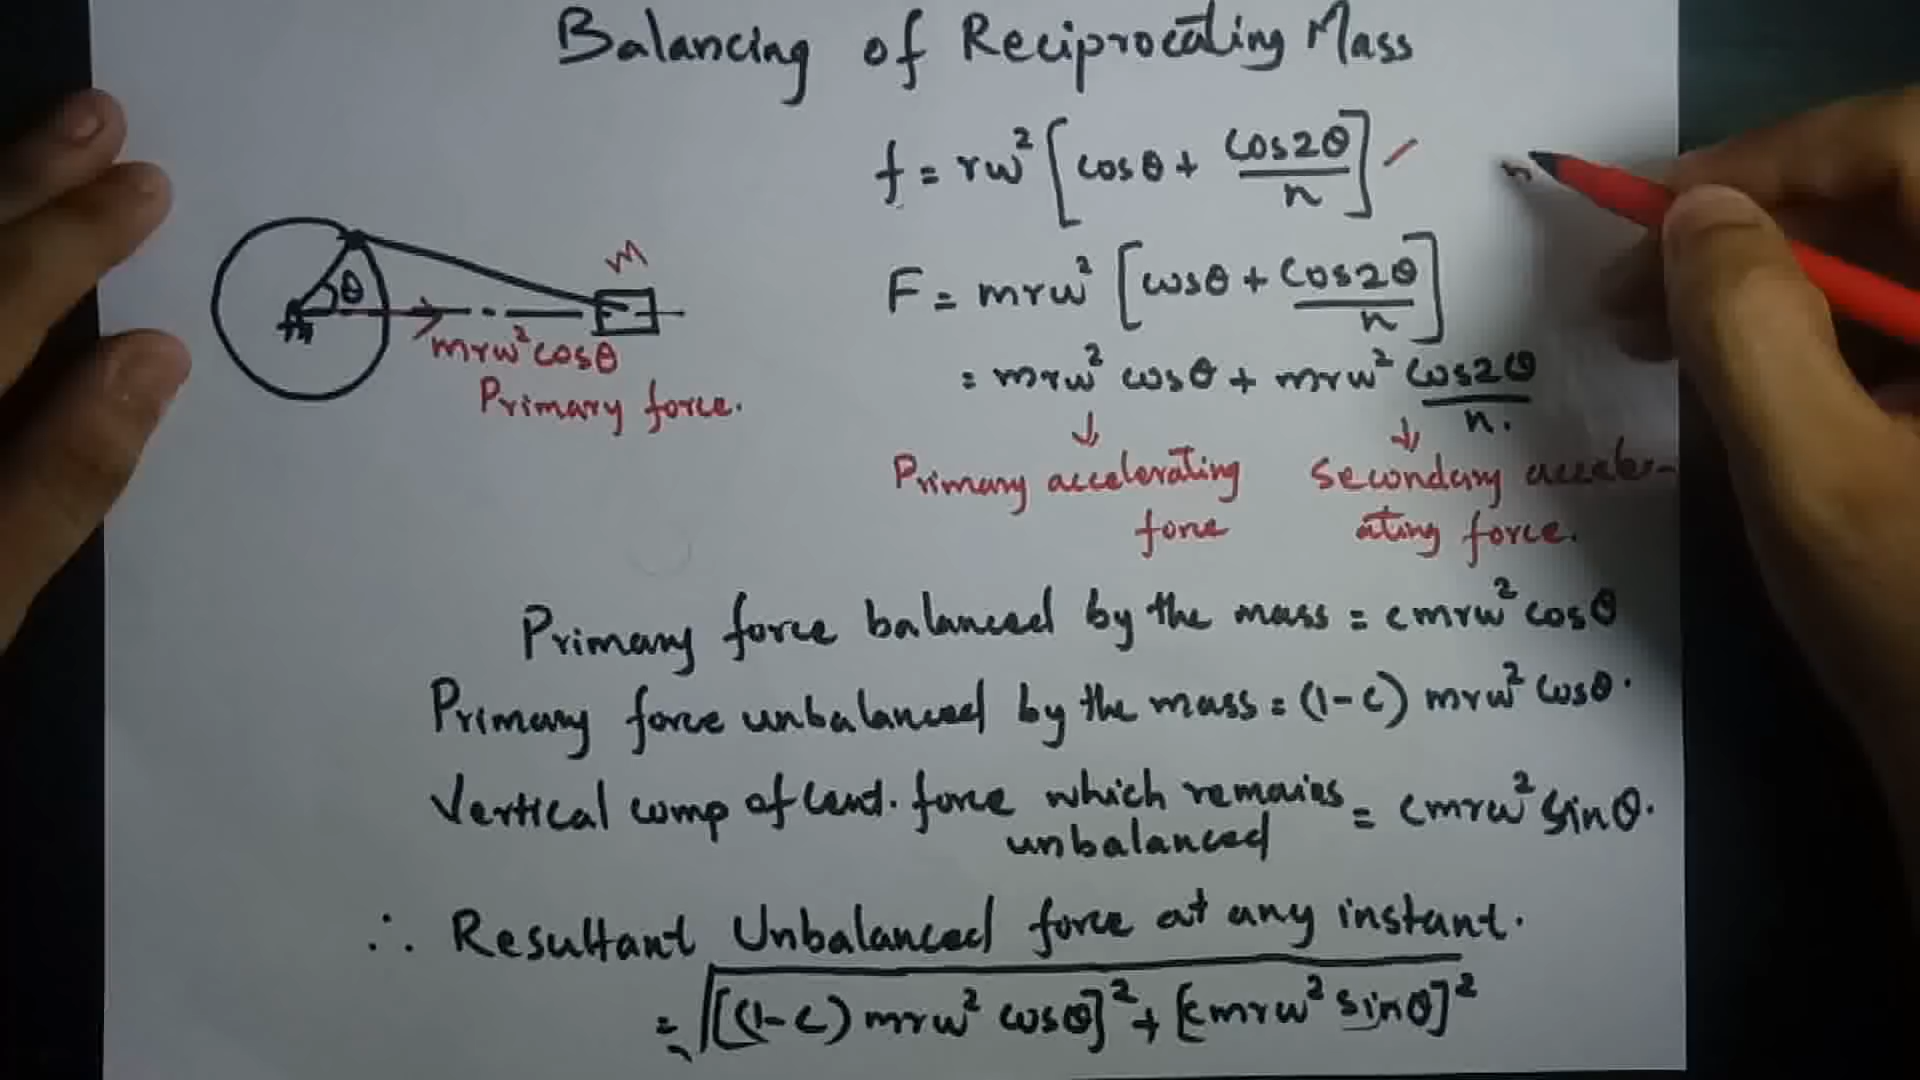 Balancing of Reciprocating Mass
f = rω² [cosθ + cos2θ/n]
F = mrω² [cosθ + cos2θ/n]
= mrω² cosθ + mrω² cos2θ/n.
↓ ↓
Primary accelerating force
Secondary acceler-
ating force.
θ
m
mrω² cosθ
Primary force.
Primary force balanced by the mass = cmrω² cosθ
Primary force unbalanced by the mass = (1-c) mrω² cosθ.
Vertical comp of cent. force which remains unbalanced = cmrω² sinθ.
∴ Resultant Unbalanced force at any instant.
= √[(1-c) mrω² cosθ]² + [cmrω² sinθ]²